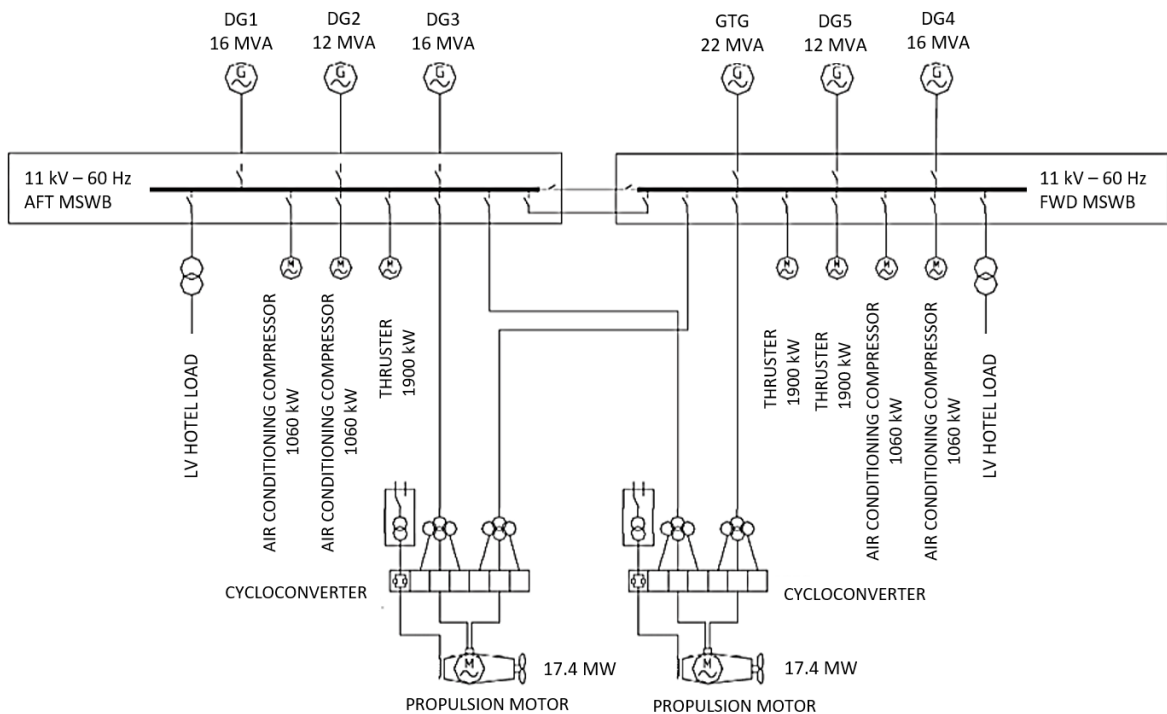 DG1
16 MVA
DG2
12 MVA
DG3
16 MVA
GTG
22 MVA
DG5
12 MVA
DG4
16 MVA
G
G
G
G
G
G
11 kV – 60 Hz
AFT MSWB
11 kV – 60 Hz
FWD MSWB
M
M
M
M
M
M
M
LV HOTEL LOAD
AIR CONDITIONING COMPRESSOR
1060 kW
AIR CONDITIONING COMPRESSOR
1060 kW
THRUSTER
1900 kW
THRUSTER
1900 kW
THRUSTER
1900 kW
AIR CONDITIONING COMPRESSOR
1060 kW
AIR CONDITIONING COMPRESSOR
1060 kW
LV HOTEL LOAD
CYCLOCONVERTER
CYCLOCONVERTER
M
17.4 MW
M
17.4 MW
PROPULSION MOTOR
PROPULSION MOTOR